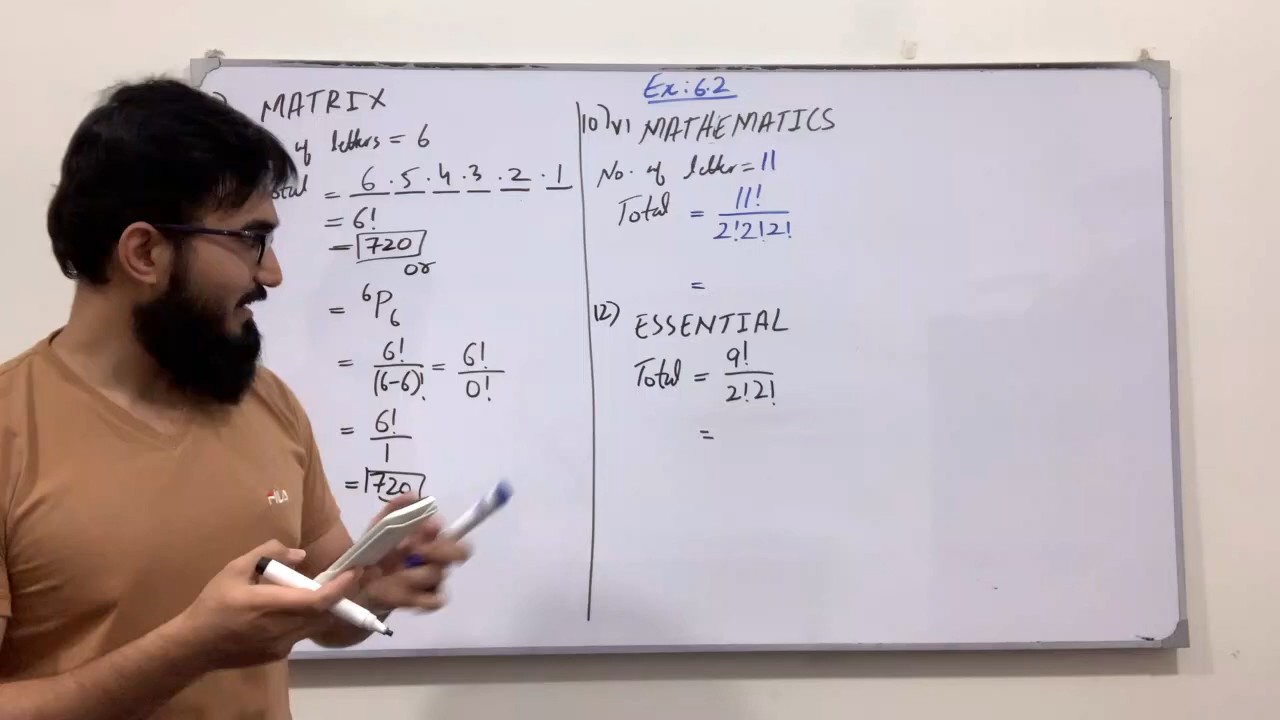 MATRIX
of letters = 6
= 6 . 5 . 4 . 3 . 2 . 1
= 6!
= 720
or
= ⁶P₆
= 6!/(6-6)! = 6!/0!
= 6!/1
= 720
Ex: 6.2
10) vi MATHEMATICS
No. of letter = 11
Total = 11!/2!2!2!
=
12) ESSENTIAL
Total = 9!/2!2!
=